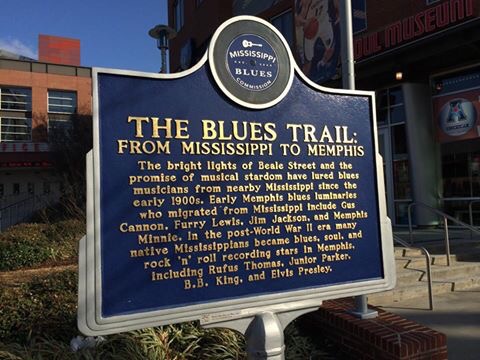 MISSISSIPPI
BLUES
COMMISSION
THE BLUES TRAIL:
FROM MISSISSIPPI TO MEMPHIS
The bright lights of Beale Street and the
promise of musical stardom have lured blues
musicians from nearby Mississippi since the
early 1900s. Early Memphis blues luminaries
who migrated from Mississippi include Gus
Cannon, Furry Lewis, Jim Jackson, and Memphis
Minnie. In the post-World War II era many
native Mississippians became blues, soul, and
rock 'n' roll recording stars in Memphis,
including Rufus Thomas, Junior Parker,
B.B. King, and Elvis Presley.
SOUL MUSEUM